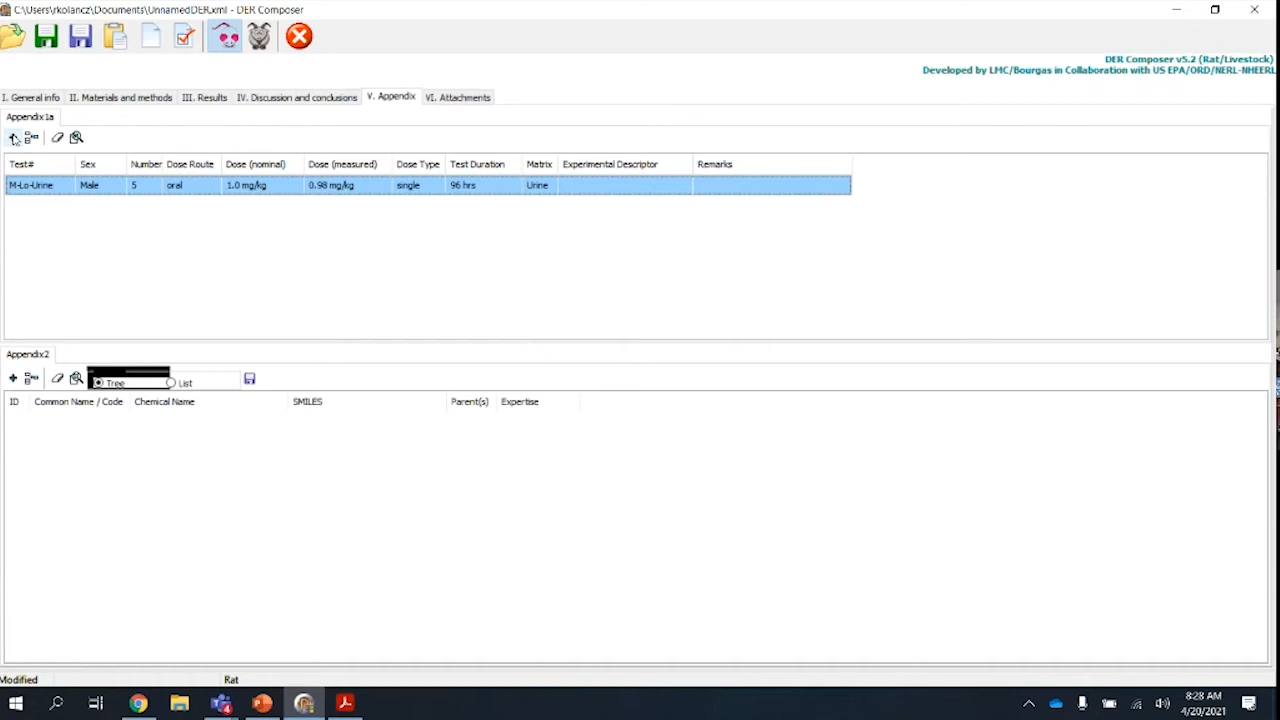 C:\Users\rkolancz\Documents\UnnamedDER.xml - DER Composer
DER Composer v5.2 (Rat/Livestock)
Developed by LMC/Bourgas in Collaboration with US EPA/ORD/NERL-NHEERL
I. General info II. Materials and methods III. Results IV. Discussion and conclusions V. Appendix VI. Attachments
Appendix1a
Test# Sex Number Dose Route Dose (nominal) Dose (measured) Dose Type Test Duration Matrix Experimental Descriptor Remarks
M-Lo-Urine Male 5 oral 1.0 mg/kg 0.98 mg/kg single 96 hrs Urine
Appendix2
Tree List
ID Common Name / Code Chemical Name SMILES Parent(s) Expertise
Modified Rat
8:28 AM
4/20/2021